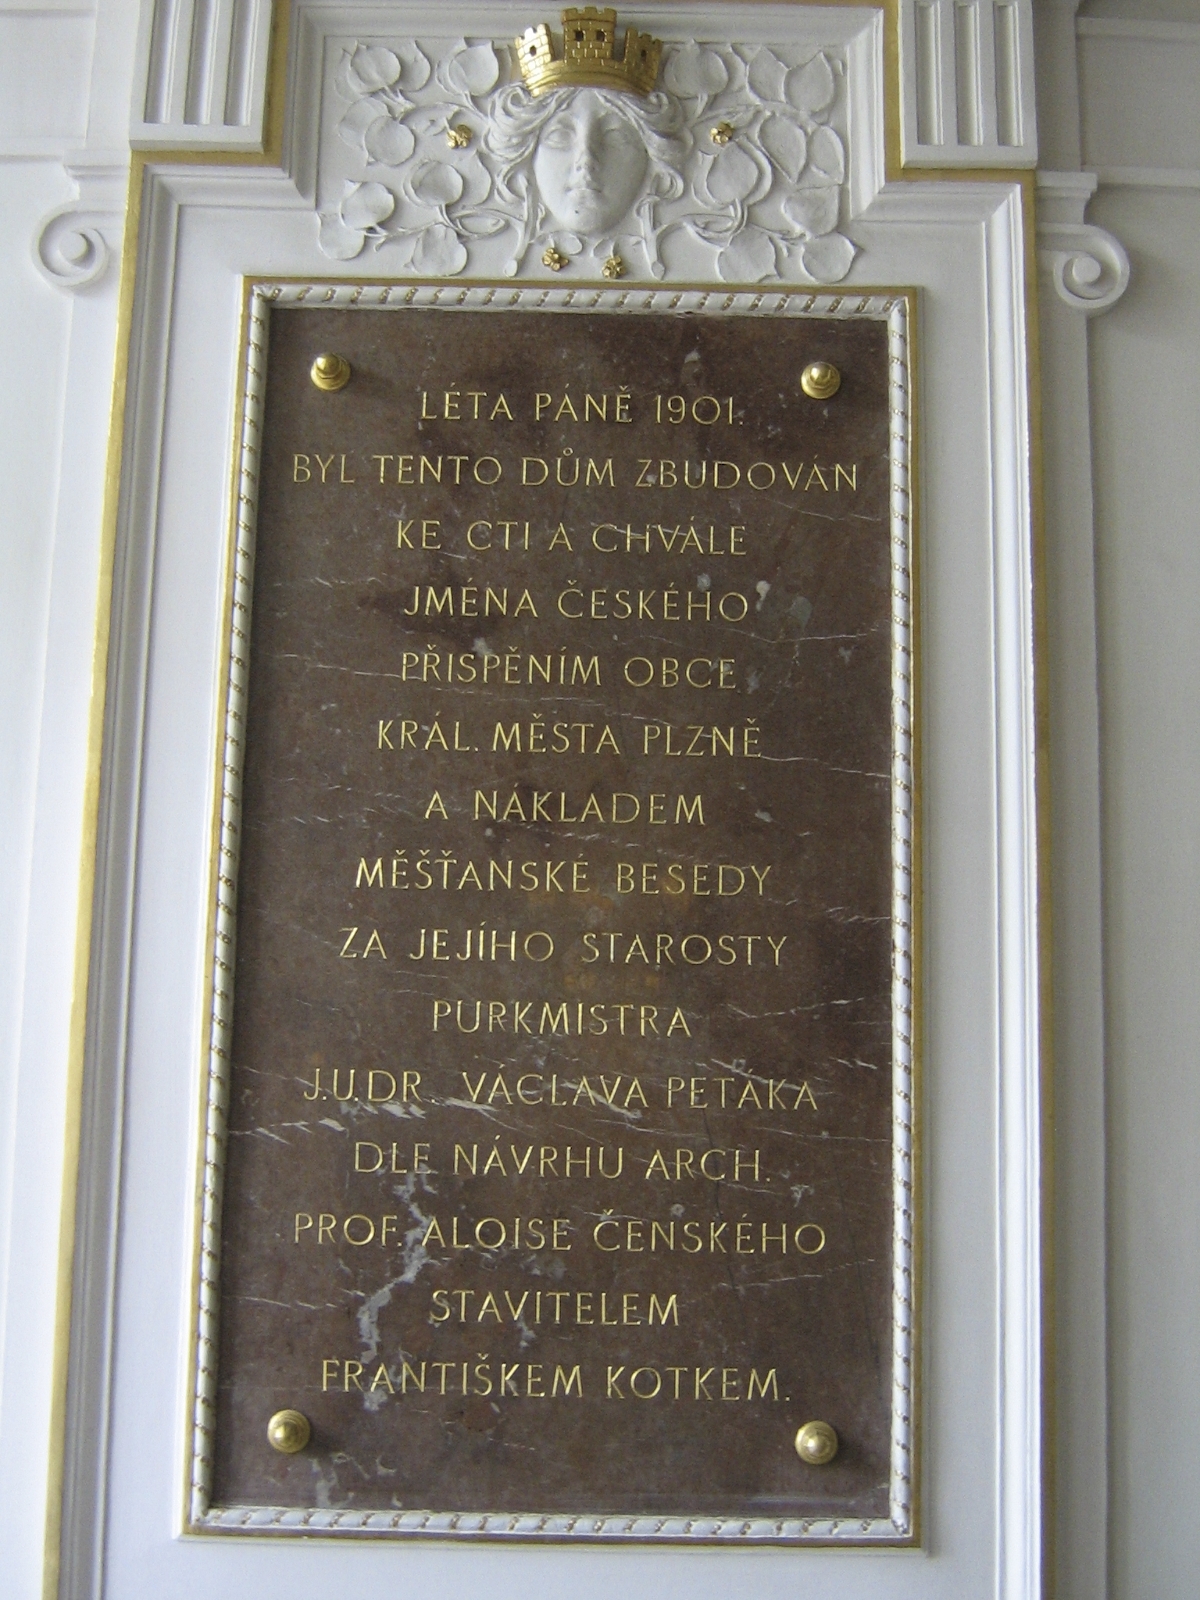 LÉTA PÁNĚ 1901.
BYL TENTO DŮM ZBUDOVÁN
KE CTI A CHVÁLE
JMÉNA ČESKÉHO
PŘISPĚNÍM OBCE
KRÁL. MĚSTA PLZNĚ
A NÁKLADEM
MĚŠŤANSKÉ BESEDY
ZA JEJÍHO STAROSTY
PURKMISTRA
J.U.DR. VÁCLAVA PETÁKA
DLE NÁVRHU ARCH.
PROF. ALOISE ČENSKÉHO
STAVITELEM
FRANTIŠKEM KOTKEM.